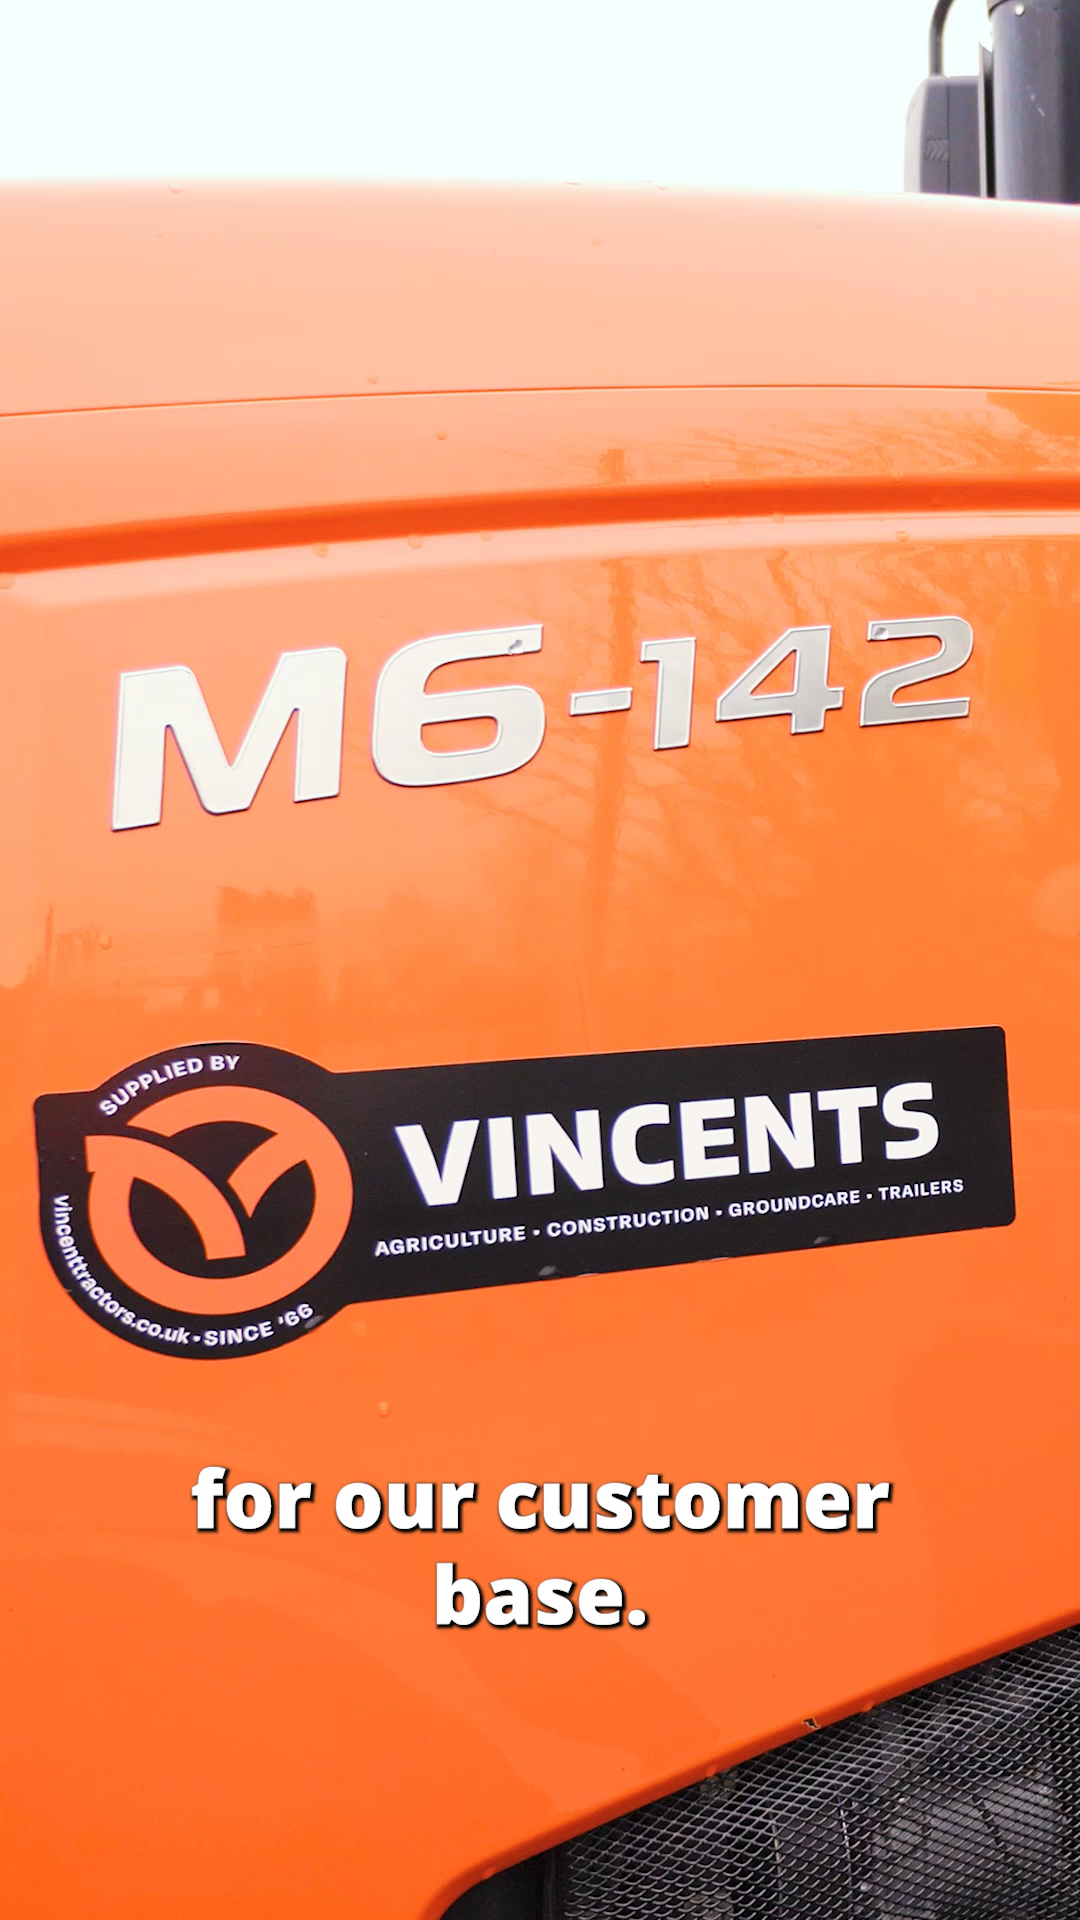 M6-142
SUPPLIED BY
VINCENTS
AGRICULTURE • CONSTRUCTION • GROUNDCARE • TRAILERS
vincenttractors.co.uk • SINCE '66
for our customer
base.